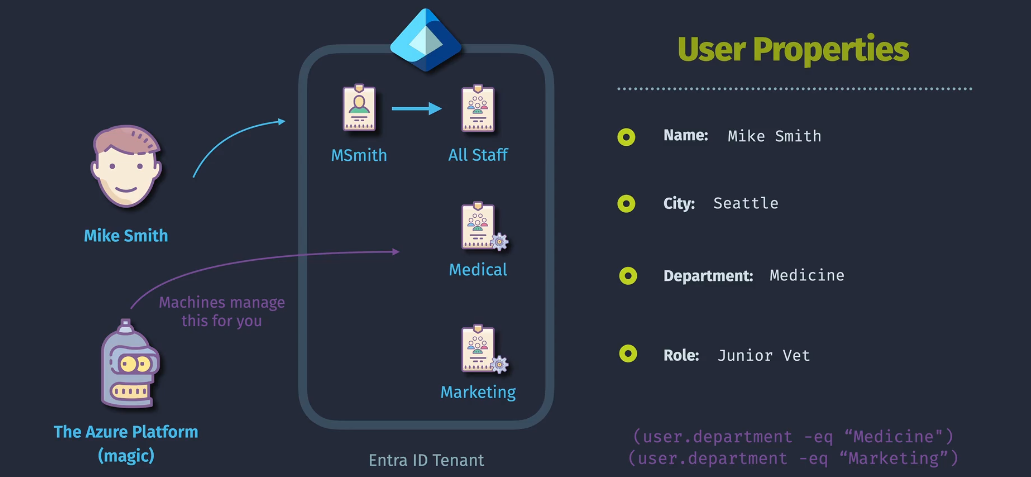 User Properties
MSmith
All Staff
Name: Mike Smith
City: Seattle
Mike Smith
Medical
Department: Medicine
Machines manage
this for you
Role: Junior Vet
Marketing
The Azure Platform
(magic)
Entra ID Tenant
(user.department -eq “Medicine")
(user.department -eq “Marketing”)